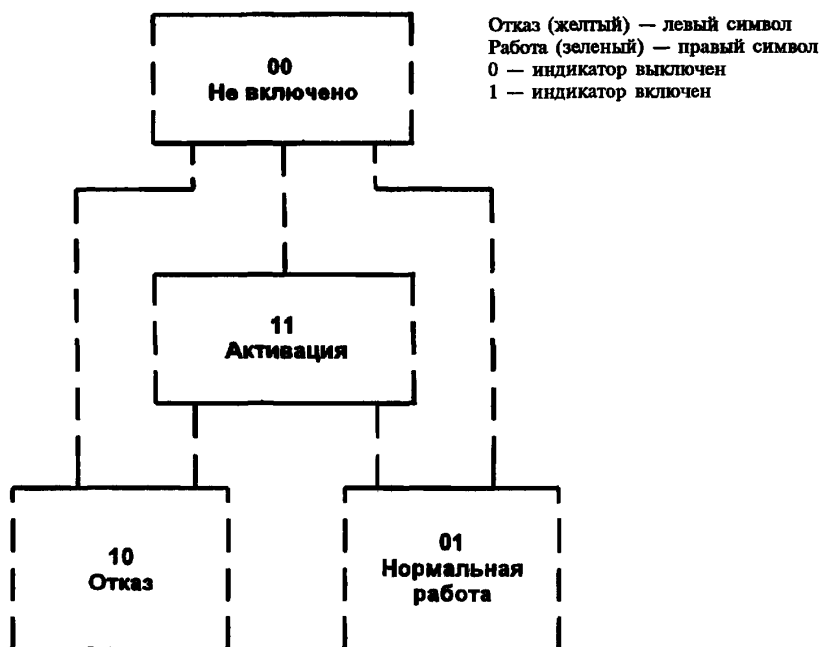 Отказ (желтый) — левый символ
Работа (зеленый) — правый символ
0 — индикатор выключен
1 — индикатор включен
00
Не включено
11
Активация
10
Отказ
01
Нормальная
работа